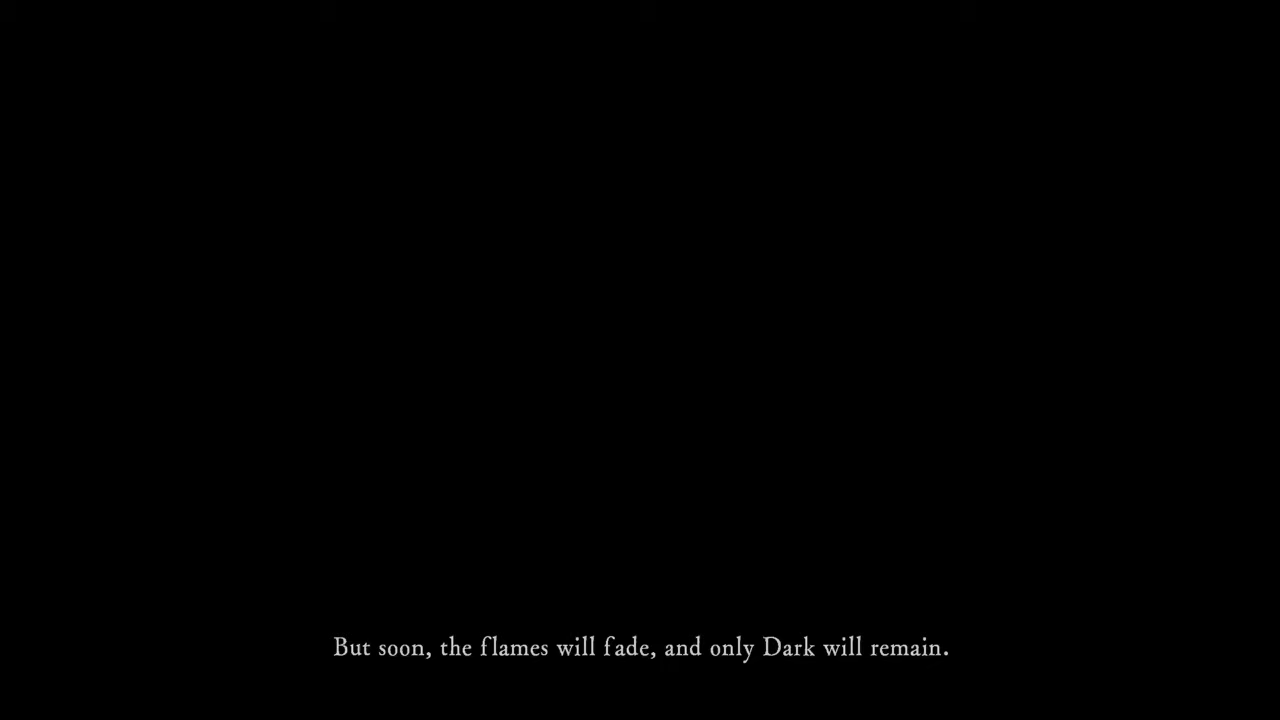 But soon, the flames will fade, and only Dark will remain.